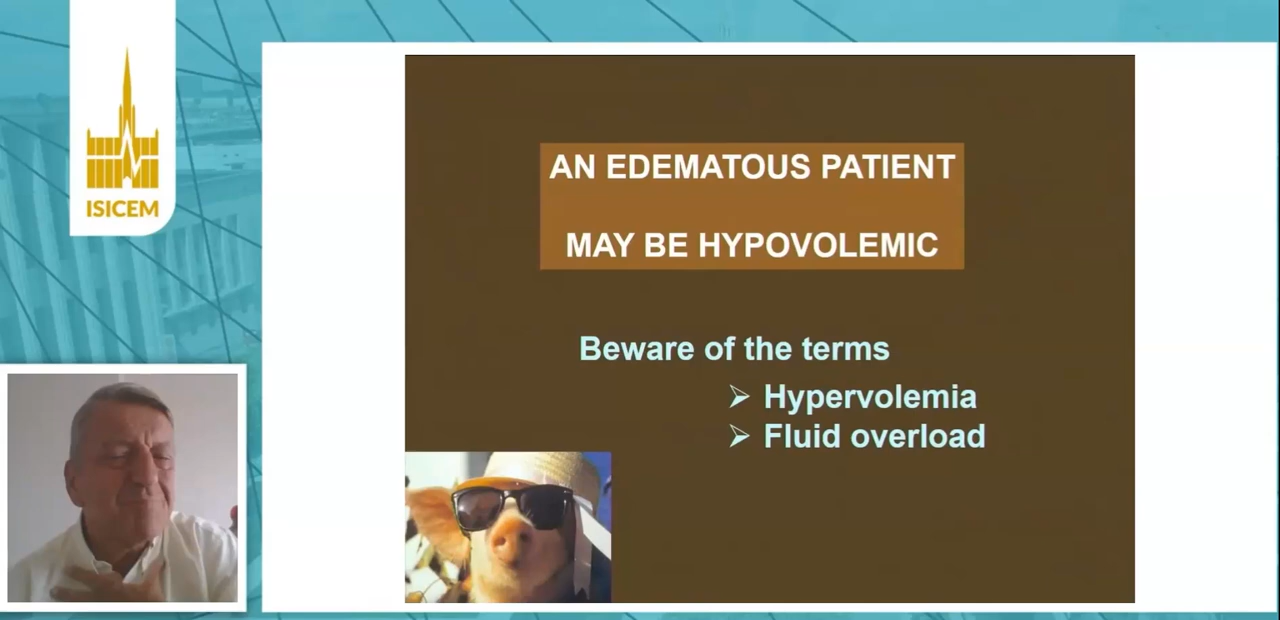 ISICEM
AN EDEMATOUS PATIENT
MAY BE HYPOVOLEMIC
Beware of the terms
➢ Hypervolemia
➢ Fluid overload